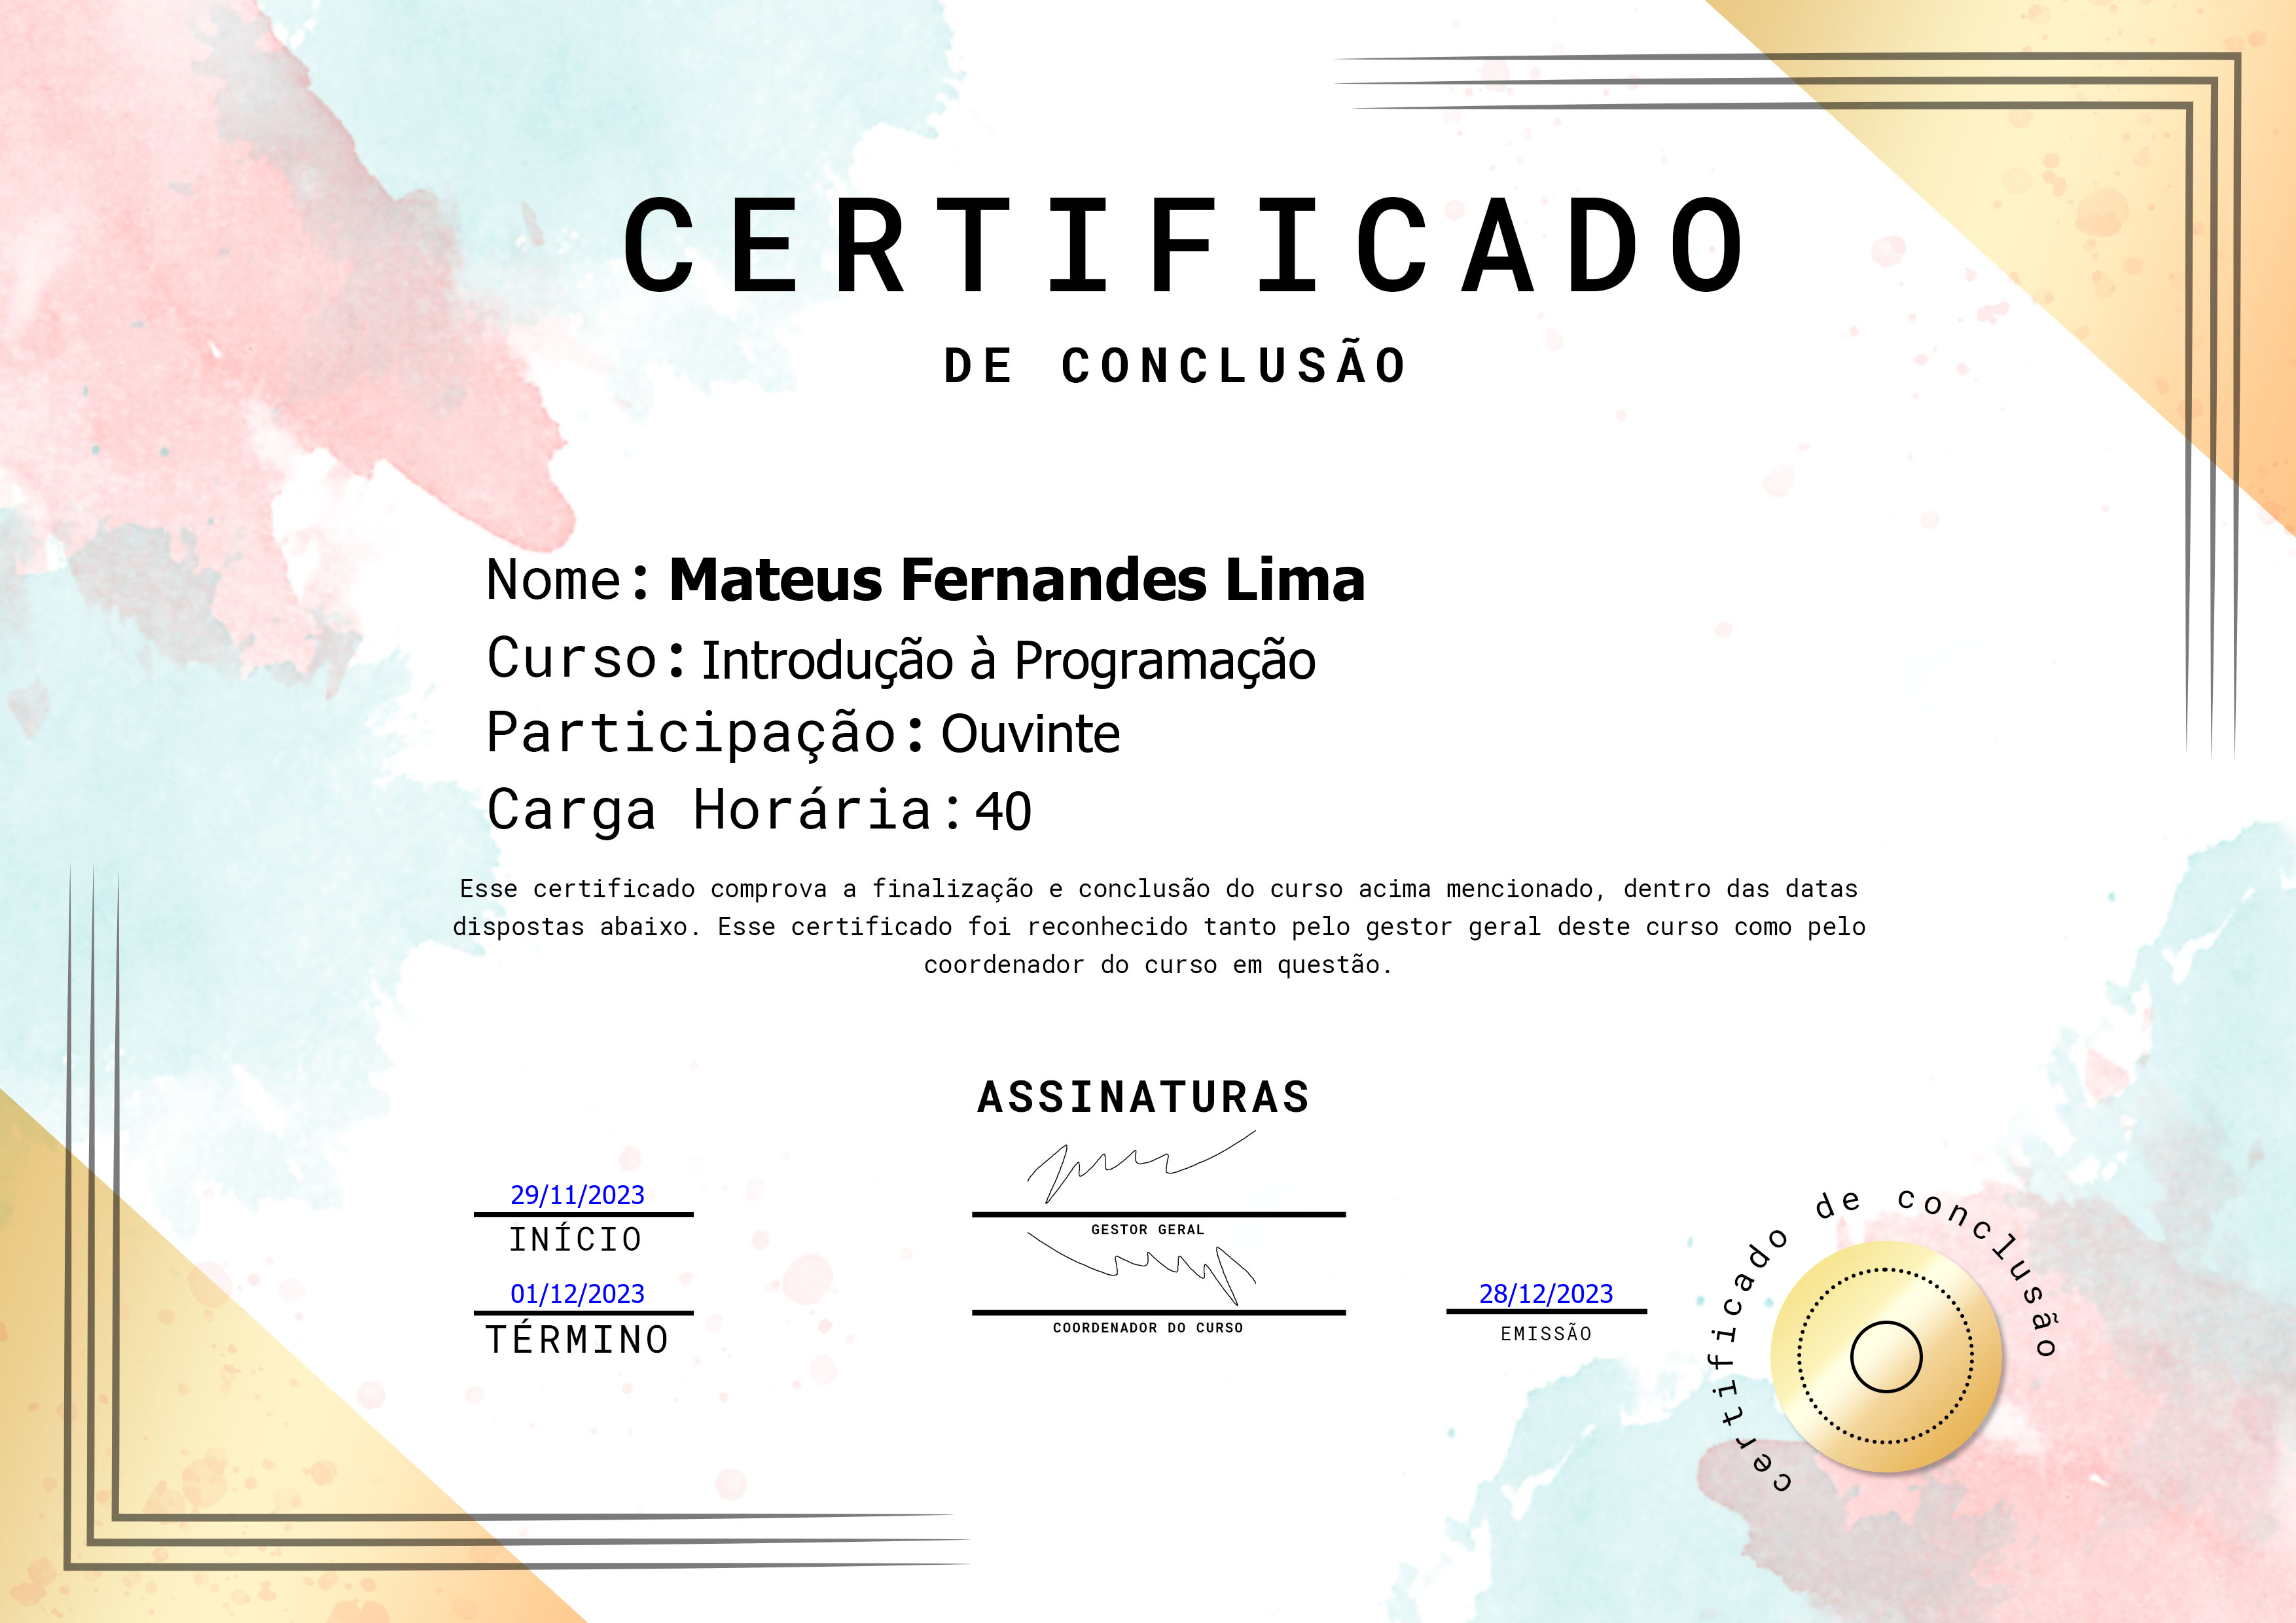 CERTIFICADO
DE CONCLUSÃO
Nome: Mateus Fernandes Lima
Curso: Introdução à Programação
Participação: Ouvinte
Carga Horária: 40
Esse certificado comprova a finalização e conclusão do curso acima mencionado, dentro das datas
dispostas abaixo. Esse certificado foi reconhecido tanto pelo gestor geral deste curso como pelo
coordenador do curso em questão.
ASSINATURAS
29/11/2023
INÍCIO
GESTOR GERAL
01/12/2023
TÉRMINO
COORDENADOR DO CURSO
28/12/2023
EMISSÃO
certificado de conclusão